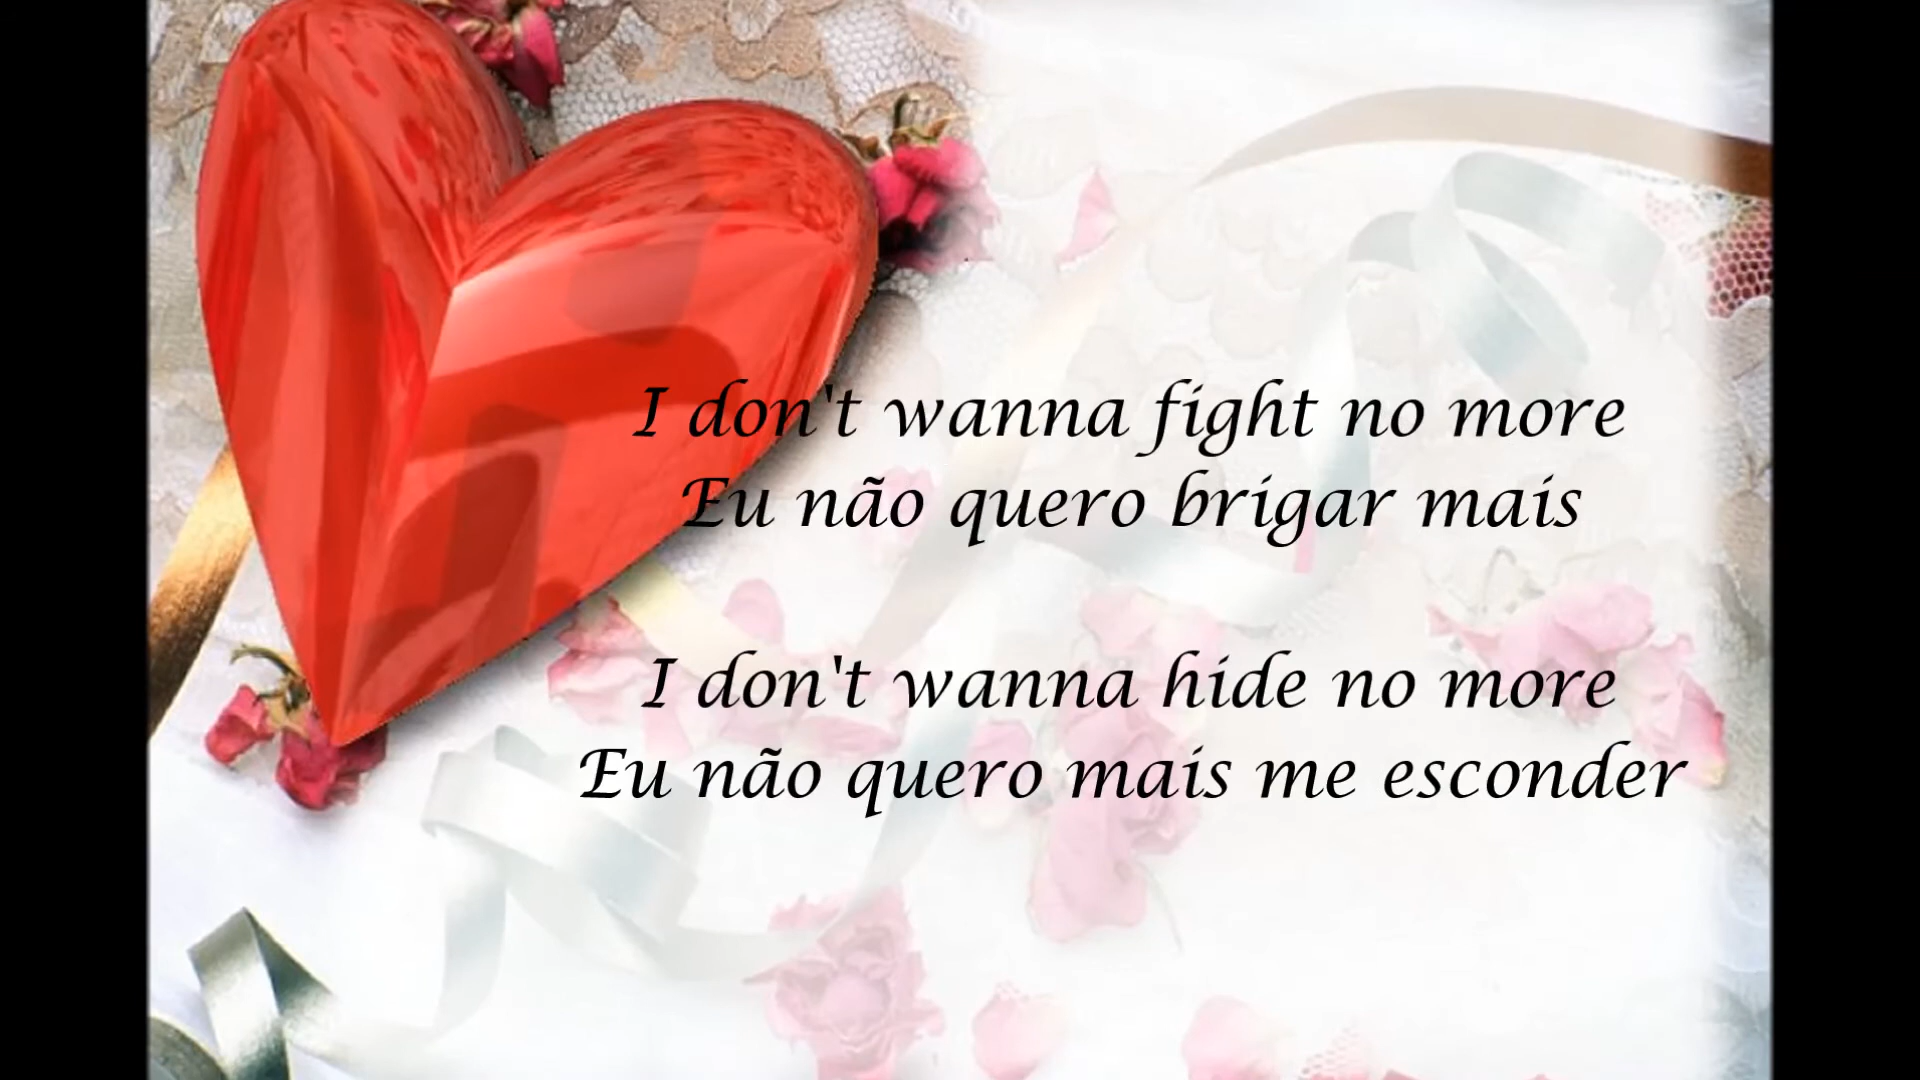 I don't wanna fight no more
Eu não quero brigar mais
I don't wanna hide no more
Eu não quero mais me esconder